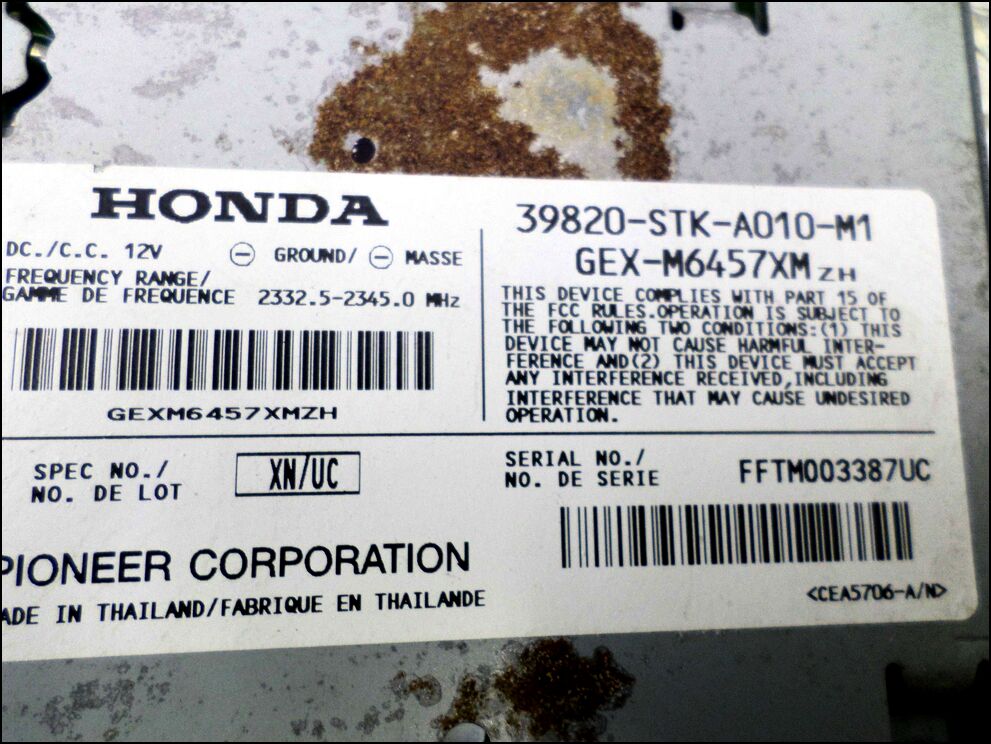 HONDA
DC./C.C. 12V ⊖ GROUND/ ⊖ MASSE
FREQUENCY RANGE/
GAMME DE FREQUENCE 2332.5-2345.0 MHz
GEXM6457XMZH
39820-STK-A010-M1
GEX-M6457XM ZH
THIS DEVICE COMPLIES WITH PART 15 OF
THE FCC RULES.OPERATION IS SUBJECT TO
THE FOLLOWING TWO CONDITIONS:(1) THIS
DEVICE MAY NOT CAUSE HARMFUL INTER-
FERENCE AND(2) THIS DEVICE MUST ACCEPT
ANY INTERFERENCE RECEIVED,INCLUDING
INTERFERENCE THAT MAY CAUSE UNDESIRED
OPERATION.
SPEC NO./
NO. DE LOT
XN/UC
SERIAL NO./
NO. DE SERIE
FFTM003387UC
PIONEER CORPORATION
ADE IN THAILAND/FABRIQUE EN THAILANDE
<CEA5706-A/N>